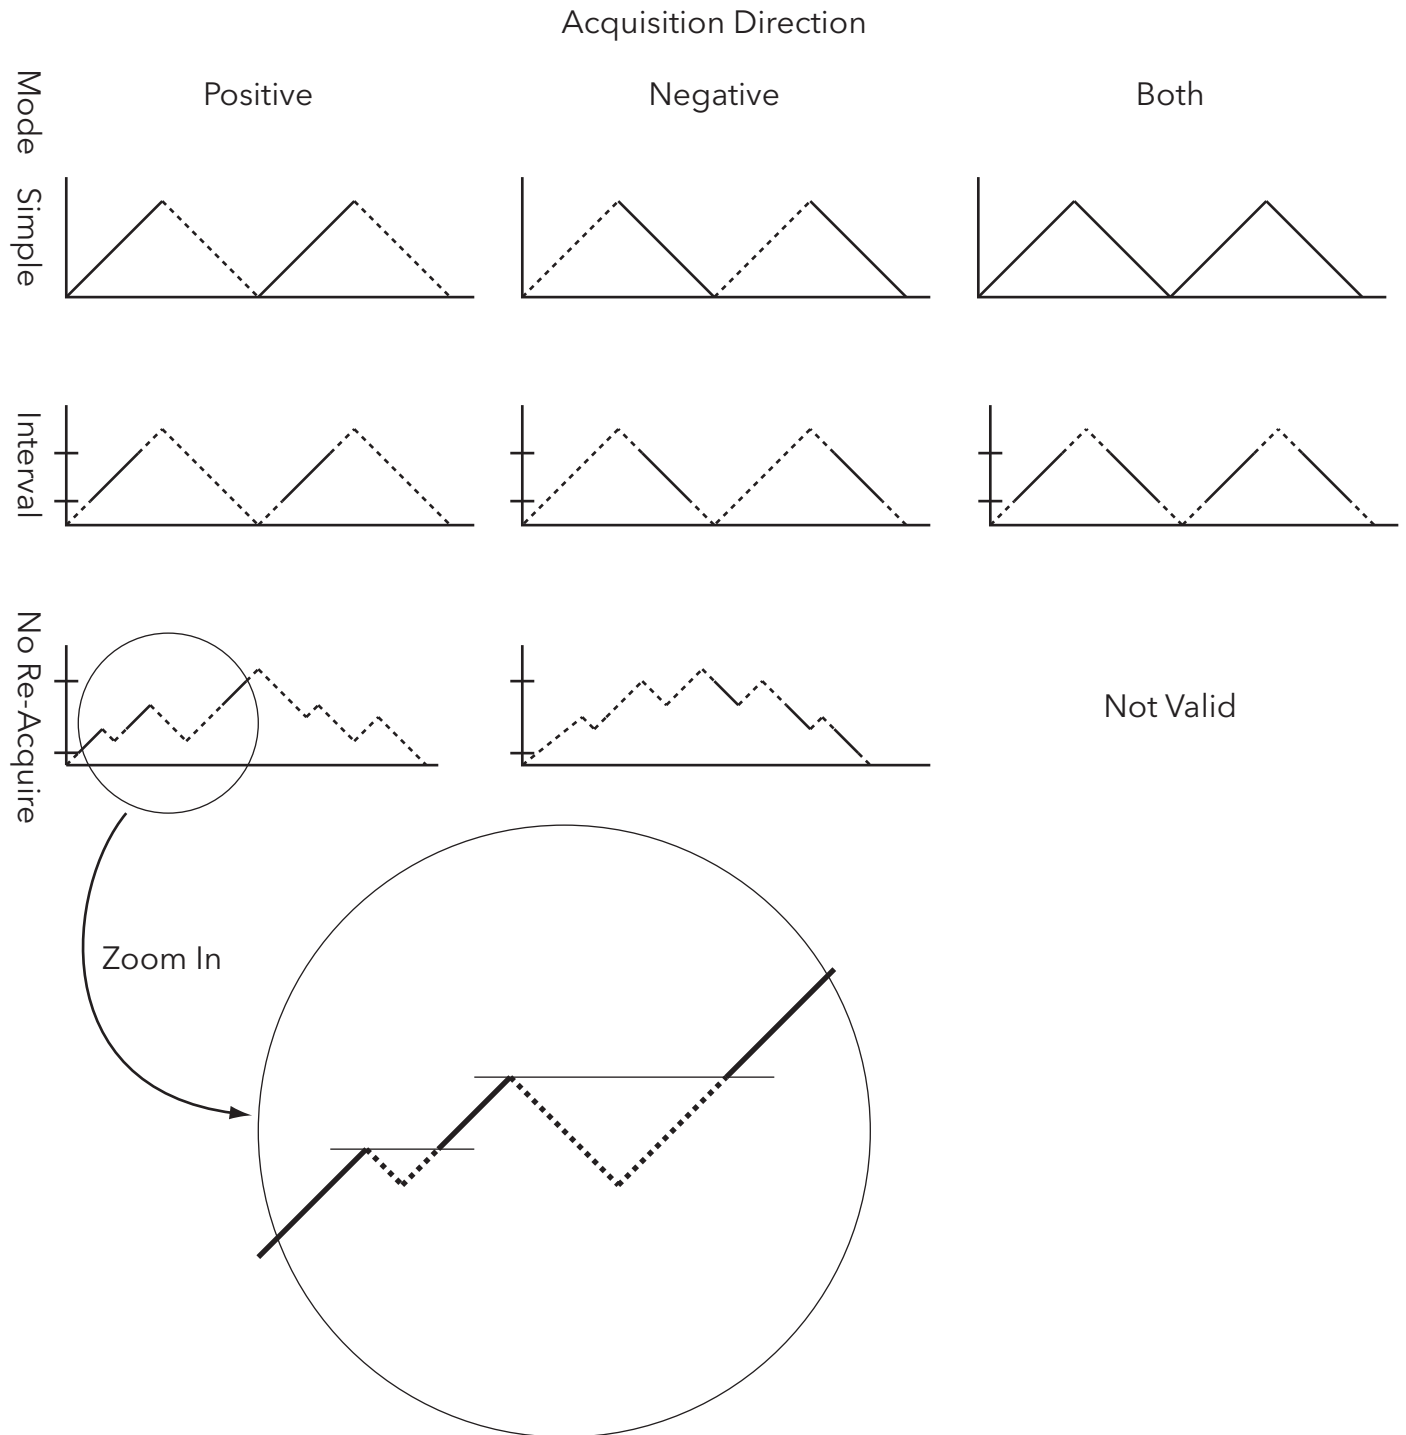 Acquisition Direction
Mode
Positive
Negative
Both
Simple
Interval
No Re-Acquire
Not Valid
Zoom In